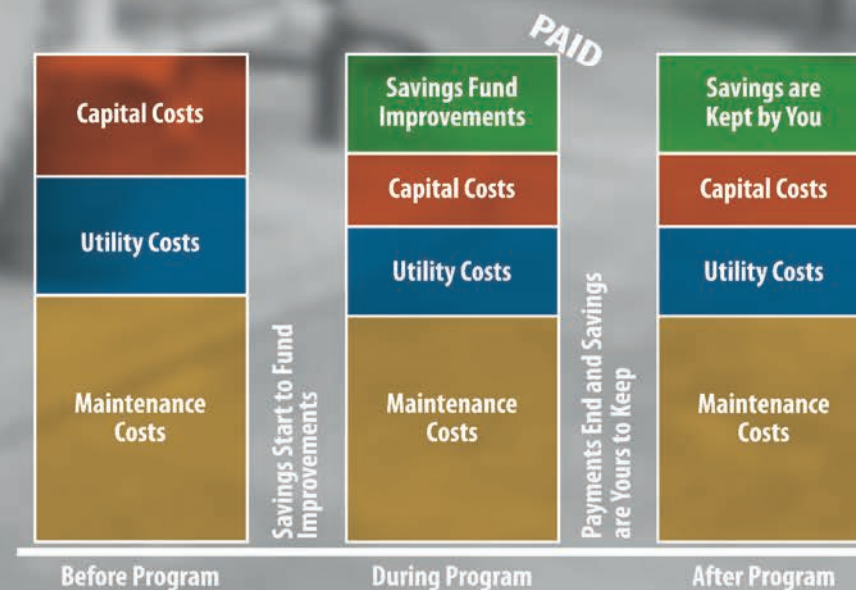 PAID
Capital Costs
Utility Costs
Maintenance
Costs
Savings Start to Fund
Improvements
Savings Fund
Improvements
Capital Costs
Utility Costs
Maintenance
Costs
Payments End and Savings
are Yours to Keep
Savings are
Kept by You
Capital Costs
Utility Costs
Maintenance
Costs
Before Program
During Program
After Program